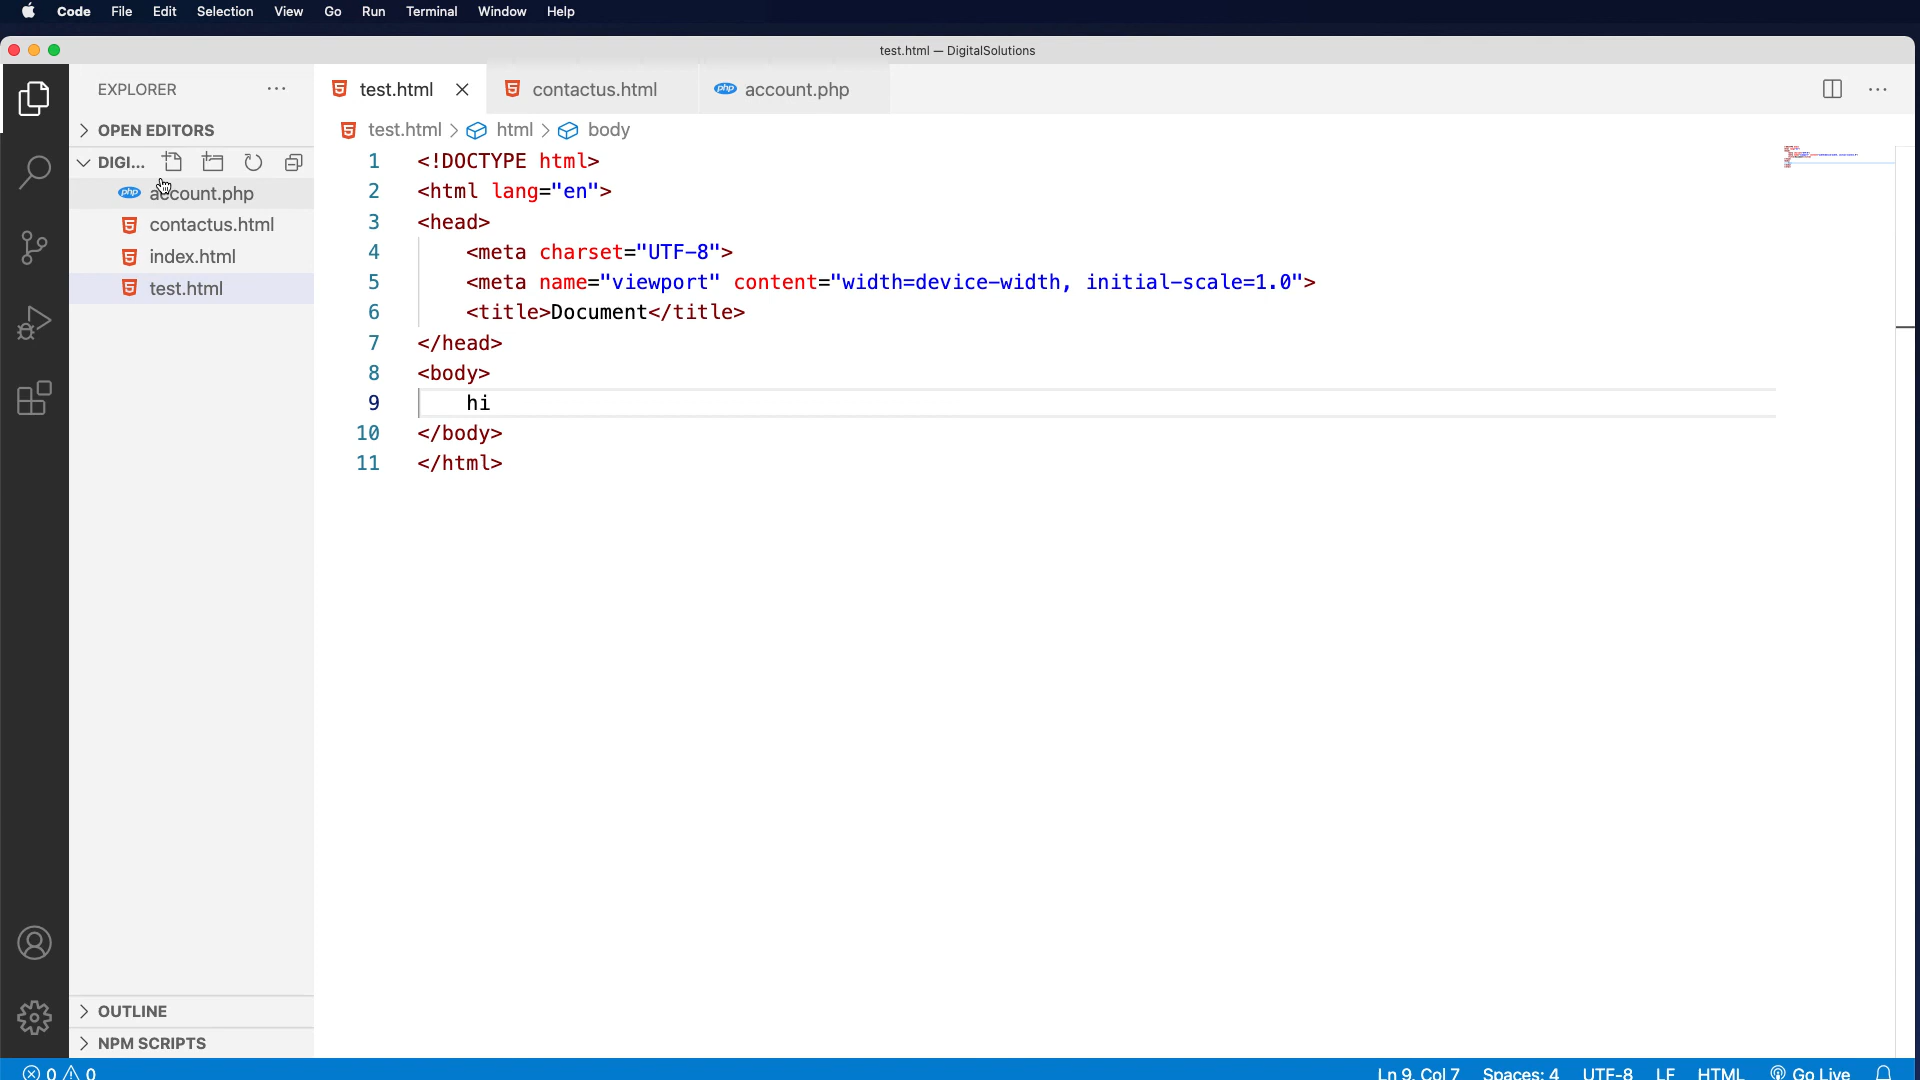 Code File Edit Selection View Go Run Terminal Window Help
test.html — DigitalSolutions
EXPLORER
test.html
contactus.html
php account.php
OPEN EDITORS
test.html > html > body
DIGI...
php account.php
contactus.html
index.html
test.html
1 <!DOCTYPE html>
2 <html lang="en">
3 <head>
4     <meta charset="UTF-8">
5     <meta name="viewport" content="width=device-width, initial-scale=1.0">
6     <title>Document</title>
7 </head>
8 <body>
9     hi
10 </body>
11 </html>
OUTLINE
NPM SCRIPTS
0 0
Ln 9, Col 7 Spaces: 4 UTF-8 LF HTML Go Live